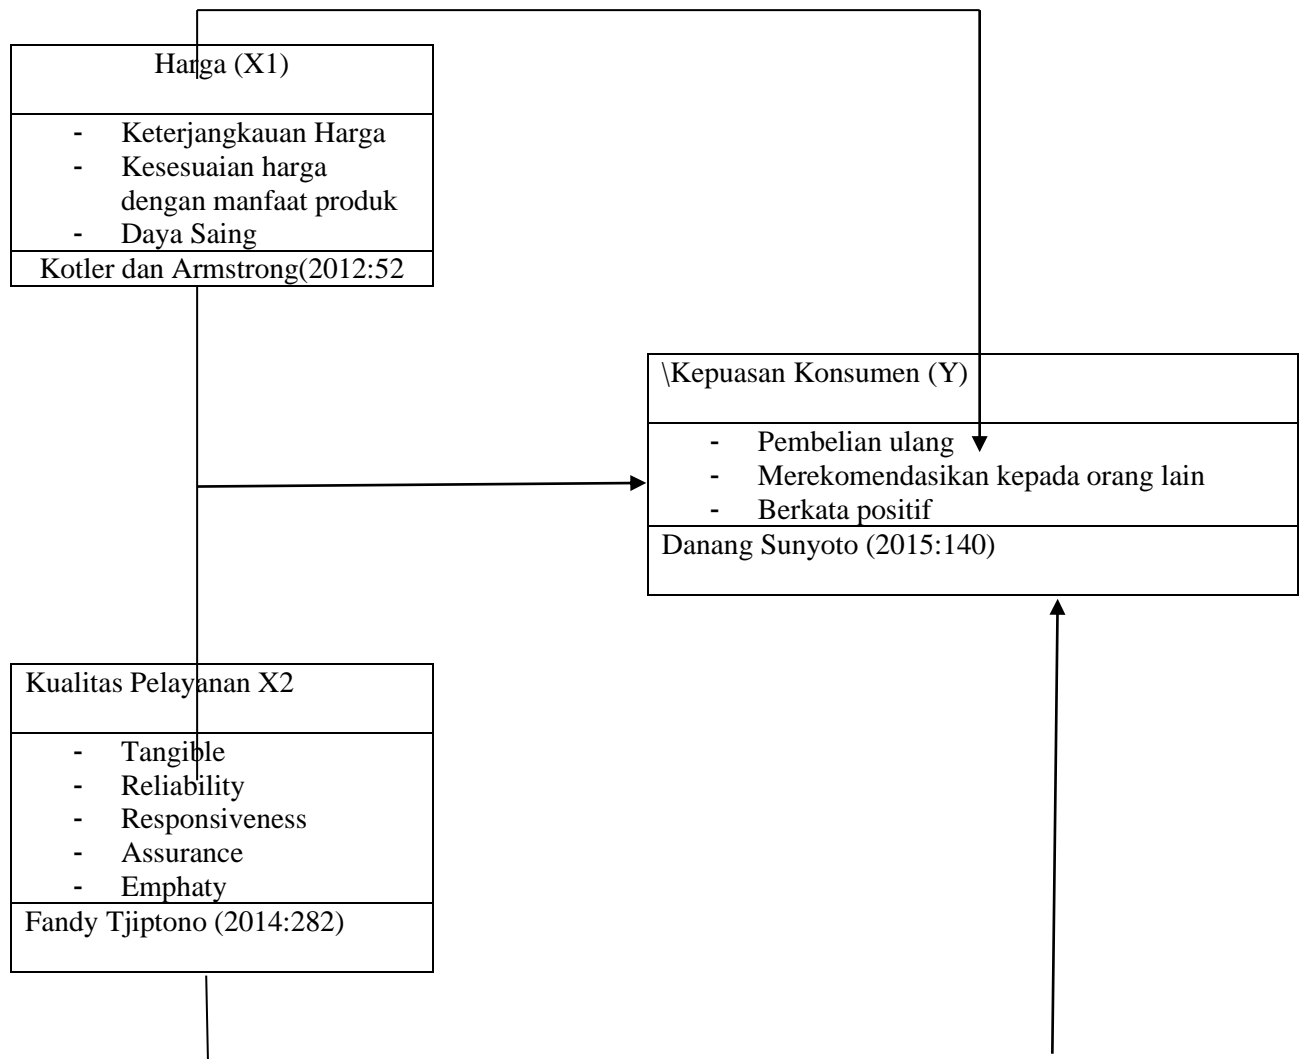 Harga (X1)
- Keterjangkauan Harga
- Kesesuaian harga
dengan manfaat produk
- Daya Saing
Kotler dan Armstrong(2012:52
\Kepuasan Konsumen (Y)
- Pembelian ulang
- Merekomendasikan kepada orang lain
- Berkata positif
Danang Sunyoto (2015:140)
Kualitas Pelayanan X2
- Tangible
- Reliability
- Responsiveness
- Assurance
- Emphaty
Fandy Tjiptono (2014:282)